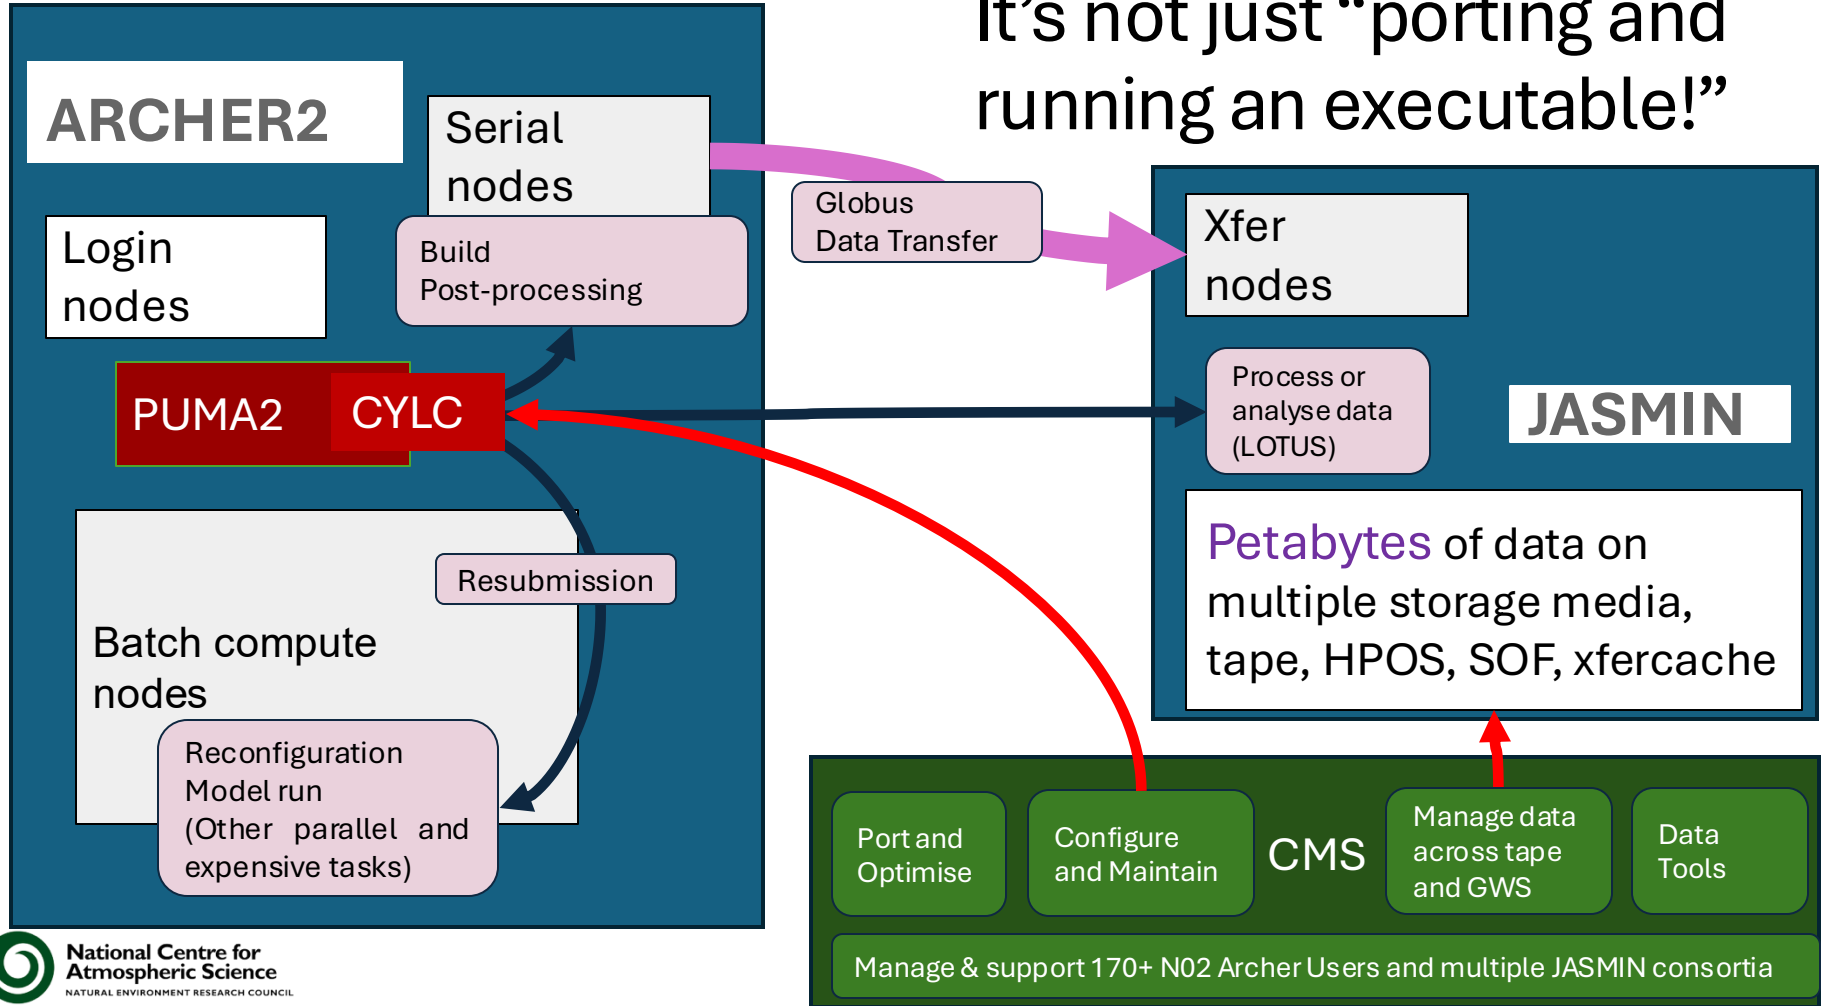 It's not just “porting and
running an executable!”
ARCHER2
Serial
nodes
Login
nodes
Build
Post-processing
Globus
Data Transfer
Xfer
nodes
PUMA2
CYLC
Process or
analyse data
(LOTUS)
JASMIN
Resubmission
Batch compute
nodes
Reconfiguration
Model run
(Other parallel and
expensive tasks)
Petabytes of data on
multiple storage media,
tape, HPOS, SOF, xfercache
Port and
Optimise
Configure
and Maintain
CMS
Manage data
across tape
and GWS
Data
Tools
Manage & support 170+ N02 Archer Users and multiple JASMIN consortia
National Centre for
Atmospheric Science
NATURAL ENVIRONMENT RESEARCH COUNCIL